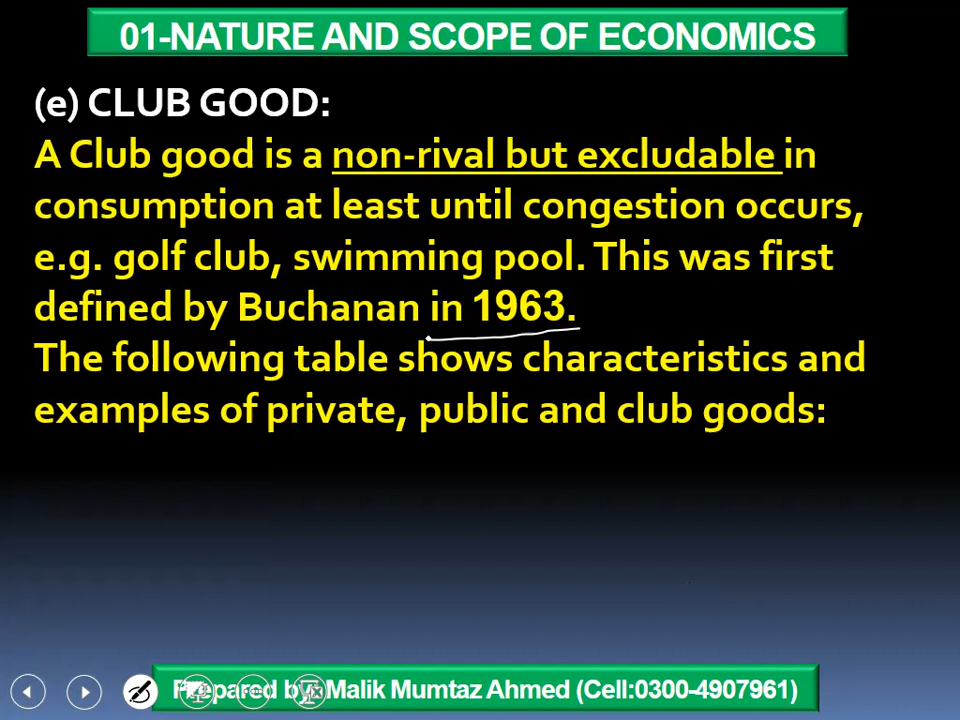 01-NATURE AND SCOPE OF ECONOMICS
(e) CLUB GOOD:
A Club good is a non-rival but excludable in
consumption at least until congestion occurs,
e.g. golf club, swimming pool. This was first
defined by Buchanan in 1963.
The following table shows characteristics and
examples of private, public and club goods:
Prepared by: Malik Mumtaz Ahmed (Cell:0300-4907961)